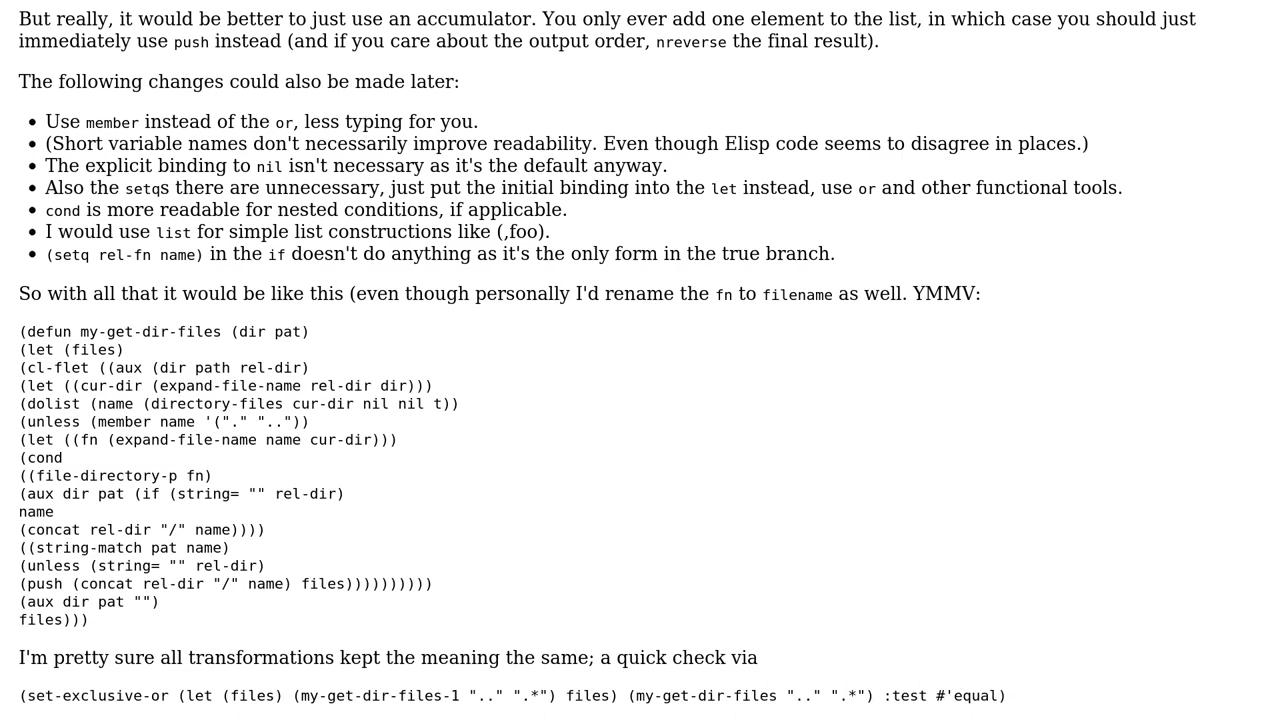 But really, it would be better to just use an accumulator. You only ever add one element to the list, in which case you should just
immediately use push instead (and if you care about the output order, nreverse the final result).
The following changes could also be made later:
• Use member instead of the or, less typing for you.
• (Short variable names don't necessarily improve readability. Even though Elisp code seems to disagree in places.)
• The explicit binding to nil isn't necessary as it's the default anyway.
• Also the setqs there are unnecessary, just put the initial binding into the let instead, use or and other functional tools.
• cond is more readable for nested conditions, if applicable.
• I would use list for simple list constructions like (,foo).
• (setq rel-fn name) in the if doesn't do anything as it's the only form in the true branch.
So with all that it would be like this (even though personally I'd rename the fn to filename as well. YMMV:
(defun my-get-dir-files (dir pat)
(let (files)
(cl-flet ((aux (dir path rel-dir)
(let ((cur-dir (expand-file-name rel-dir dir)))
(dolist (name (directory-files cur-dir nil nil t))
(unless (member name '("." ".."))
(let ((fn (expand-file-name name cur-dir)))
(cond
((file-directory-p fn)
(aux dir pat (if (string= "" rel-dir)
name
(concat rel-dir "/" name))))
((string-match pat name)
(unless (string= "" rel-dir)
(push (concat rel-dir "/" name) files))))))))))
(aux dir pat "")
files)))
I'm pretty sure all transformations kept the meaning the same; a quick check via
(set-exclusive-or (let (files) (my-get-dir-files-1 ".." ".*") files) (my-get-dir-files ".." ".*") :test #'equal)